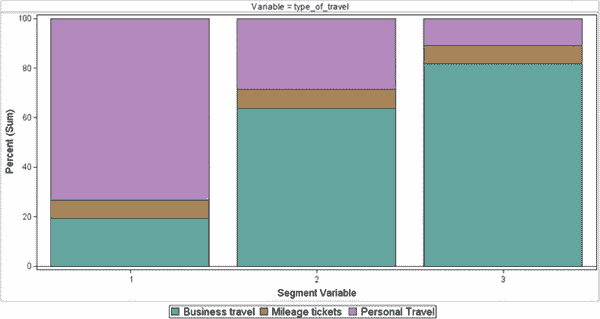 Variable = type_of_travel
Percent (Sum)
100
80
60
40
20
0
1 2 3
Segment Variable
Business travel Mileage tickets Personal Travel